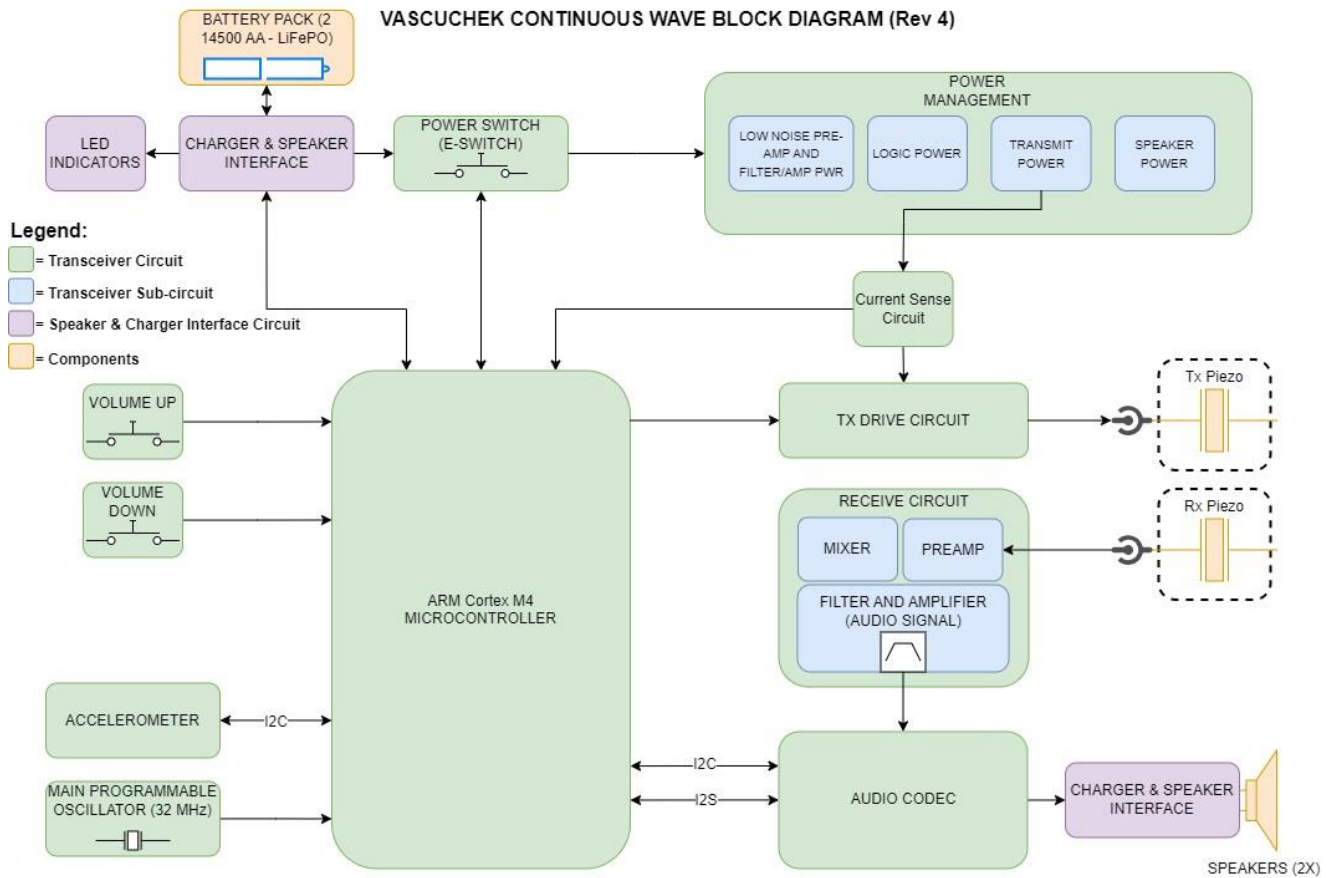 VASCUCHEK CONTINUOUS WAVE BLOCK DIAGRAM (Rev 4)
BATTERY PACK (2
14500 AA - LiFePO)
LED
INDICATORS
CHARGER & SPEAKER
INTERFACE
POWER SWITCH
(E-SWITCH)
POWER
MANAGEMENT
LOW NOISE PRE-
AMP AND
FILTER/AMP PWR
LOGIC POWER
TRANSMIT
POWER
SPEAKER
POWER
Legend:
= Transceiver Circuit
= Transceiver Sub-circuit
= Speaker & Charger Interface Circuit
= Components
Current Sense
Circuit
VOLUME UP
VOLUME
DOWN
ARM Cortex M4
MICROCONTROLLER
TX DRIVE CIRCUIT
Tx Piezo
RECEIVE CIRCUIT
MIXER
PREAMP
Rx Piezo
FILTER AND AMPLIFIER
(AUDIO SIGNAL)
ACCELEROMETER
I2C
MAIN PROGRAMMABLE
OSCILLATOR (32 MHz)
I2C
I2S
AUDIO CODEC
CHARGER & SPEAKER
INTERFACE
SPEAKERS (2X)